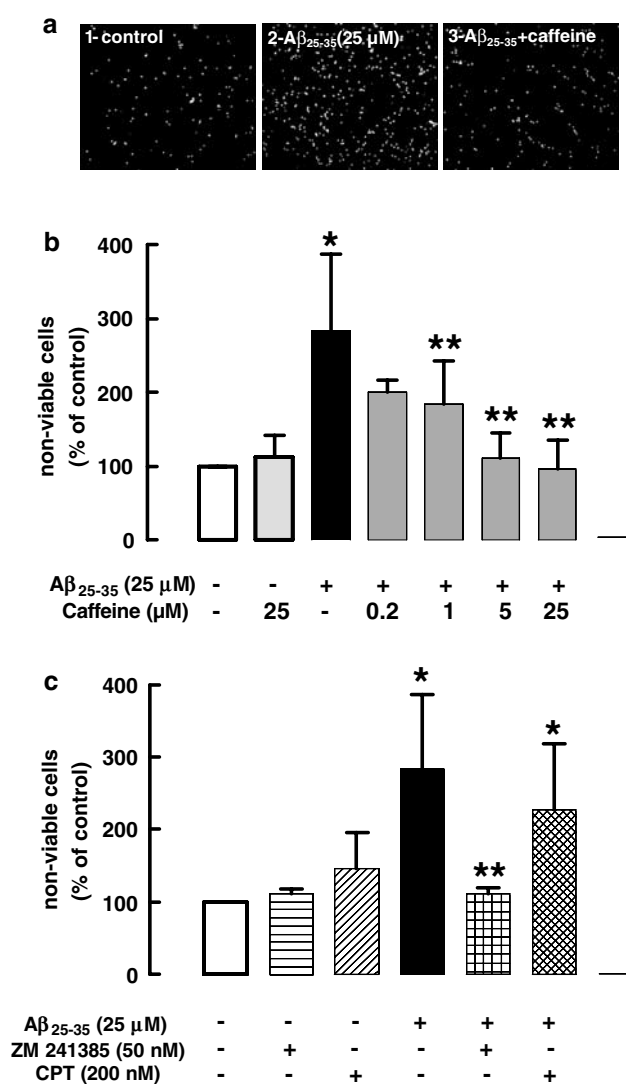 a
1-control 2-Aβ25-35(25 µM) 3-Aβ25-35+caffeine
b
non-viable cells
(% of control)
400
300
200
100
0
*
**
**
**
Aβ25-35 (25 µM) - - + + + + +
Caffeine (µM) - 25 - 0.2 1 5 25
c
non-viable cells
(% of control)
400
300
200
100
0
*
**
*
Aβ25-35 (25 µM) - - - + + +
ZM 241385 (50 nM) - + - - + -
CPT (200 nM) - - + - - +